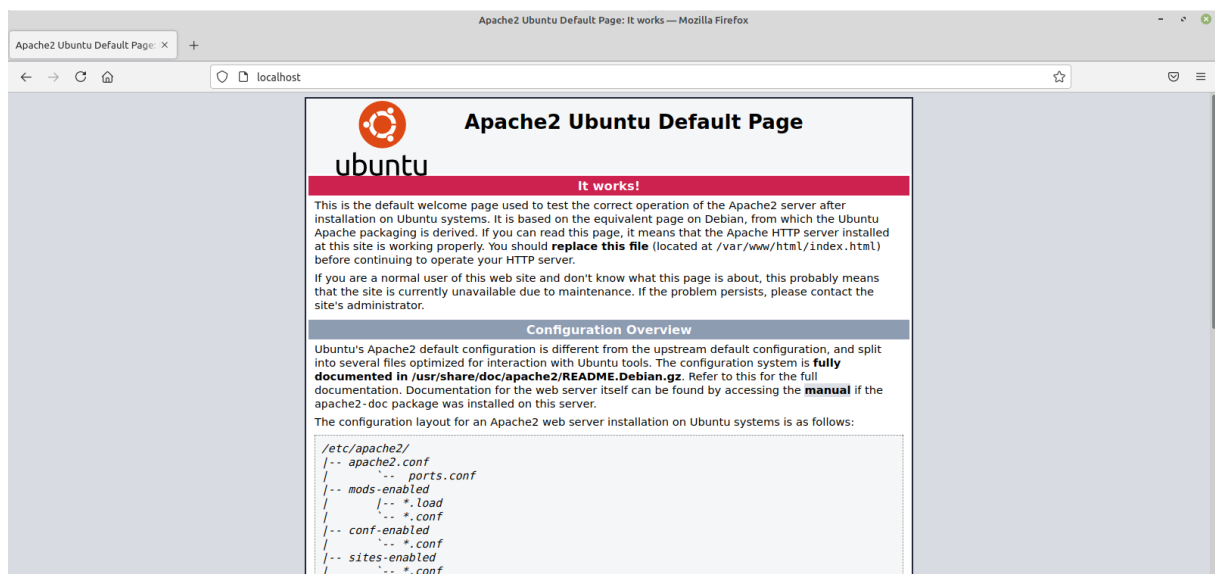 Apache2 Ubuntu Default Page: It works — Mozilla Firefox
Apache2 Ubuntu Default Page:
localhost
ubuntu
Apache2 Ubuntu Default Page
It works!
This is the default welcome page used to test the correct operation of the Apache2 server after
installation on Ubuntu systems. It is based on the equivalent page on Debian, from which the Ubuntu
Apache packaging is derived. If you can read this page, it means that the Apache HTTP server installed
at this site is working properly. You should replace this file (located at /var/www/html/index.html)
before continuing to operate your HTTP server.
If you are a normal user of this web site and don't know what this page is about, this probably means
that the site is currently unavailable due to maintenance. If the problem persists, please contact the
site's administrator.
Configuration Overview
Ubuntu's Apache2 default configuration is different from the upstream default configuration, and split
into several files optimized for interaction with Ubuntu tools. The configuration system is fully
documented in /usr/share/doc/apache2/README.Debian.gz. Refer to this for the full
documentation. Documentation for the web server itself can be found by accessing the manual if the
apache2-doc package was installed on this server.
The configuration layout for an Apache2 web server installation on Ubuntu systems is as follows:
/etc/apache2/
|-- apache2.conf
|       `--  ports.conf
|-- mods-enabled
|       |-- *.load
|       `-- *.conf
|-- conf-enabled
|       `-- *.conf
|-- sites-enabled
|       `-- *.conf